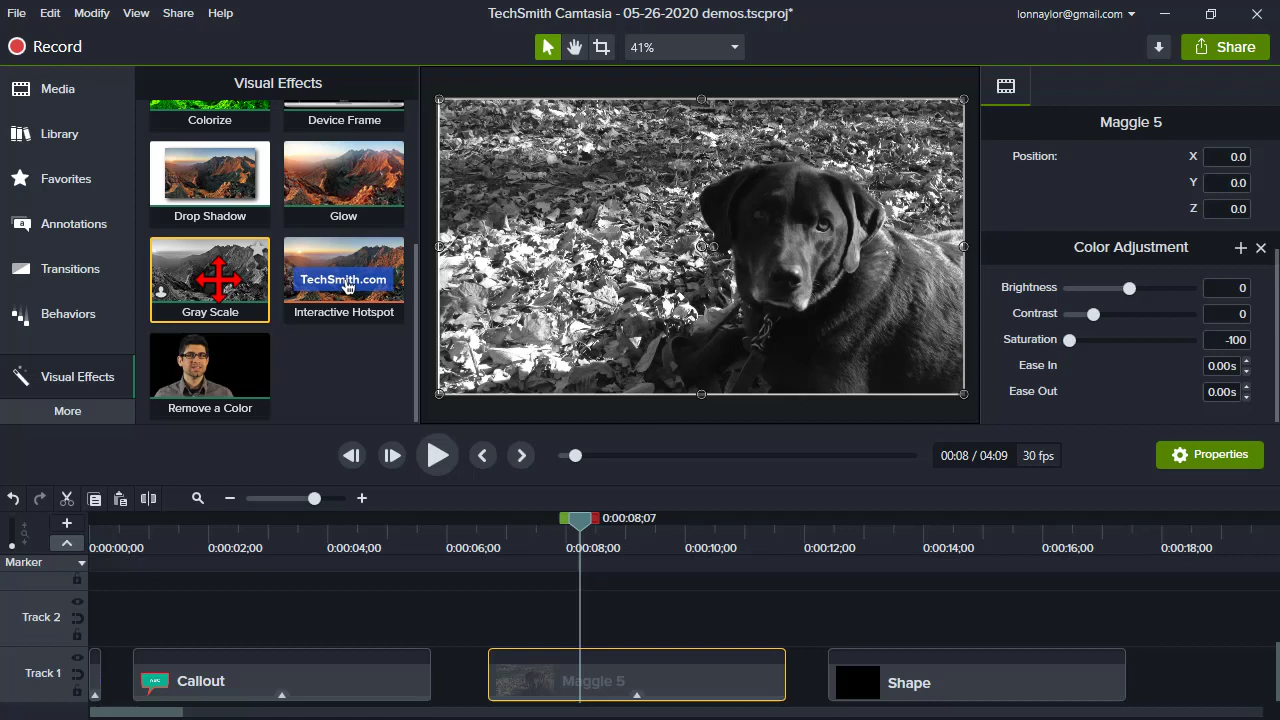 File Edit Modify View Share Help
TechSmith Camtasia - 05-26-2020 demos.tscproj*
lonnaylor@gmail.com
Record
41%
Share
Media
Library
Favorites
Annotations
Transitions
Behaviors
Visual Effects
More
Visual Effects
Colorize
Device Frame
Drop Shadow
Glow
TechSmith.com
Gray Scale
Interactive Hotspot
Remove a Color
Maggle 5
Position:
X 0.0
Y 0.0
Z 0.0
Color Adjustment
Brightness 0
Contrast 0
Saturation -100
Ease In 0.00s
Ease Out 0.00s
00:08 / 04:09
30 fps
Properties
0:00:08;07
0:00:00;00 0:00:02;00 0:00:04;00 0:00:06;00 0:00:08;00 0:00:10;00 0:00:12;00 0:00:14;00 0:00:16;00 0:00:18;00
Marker
Track 2
Track 1
ABC
Callout
Maggle 5
Shape